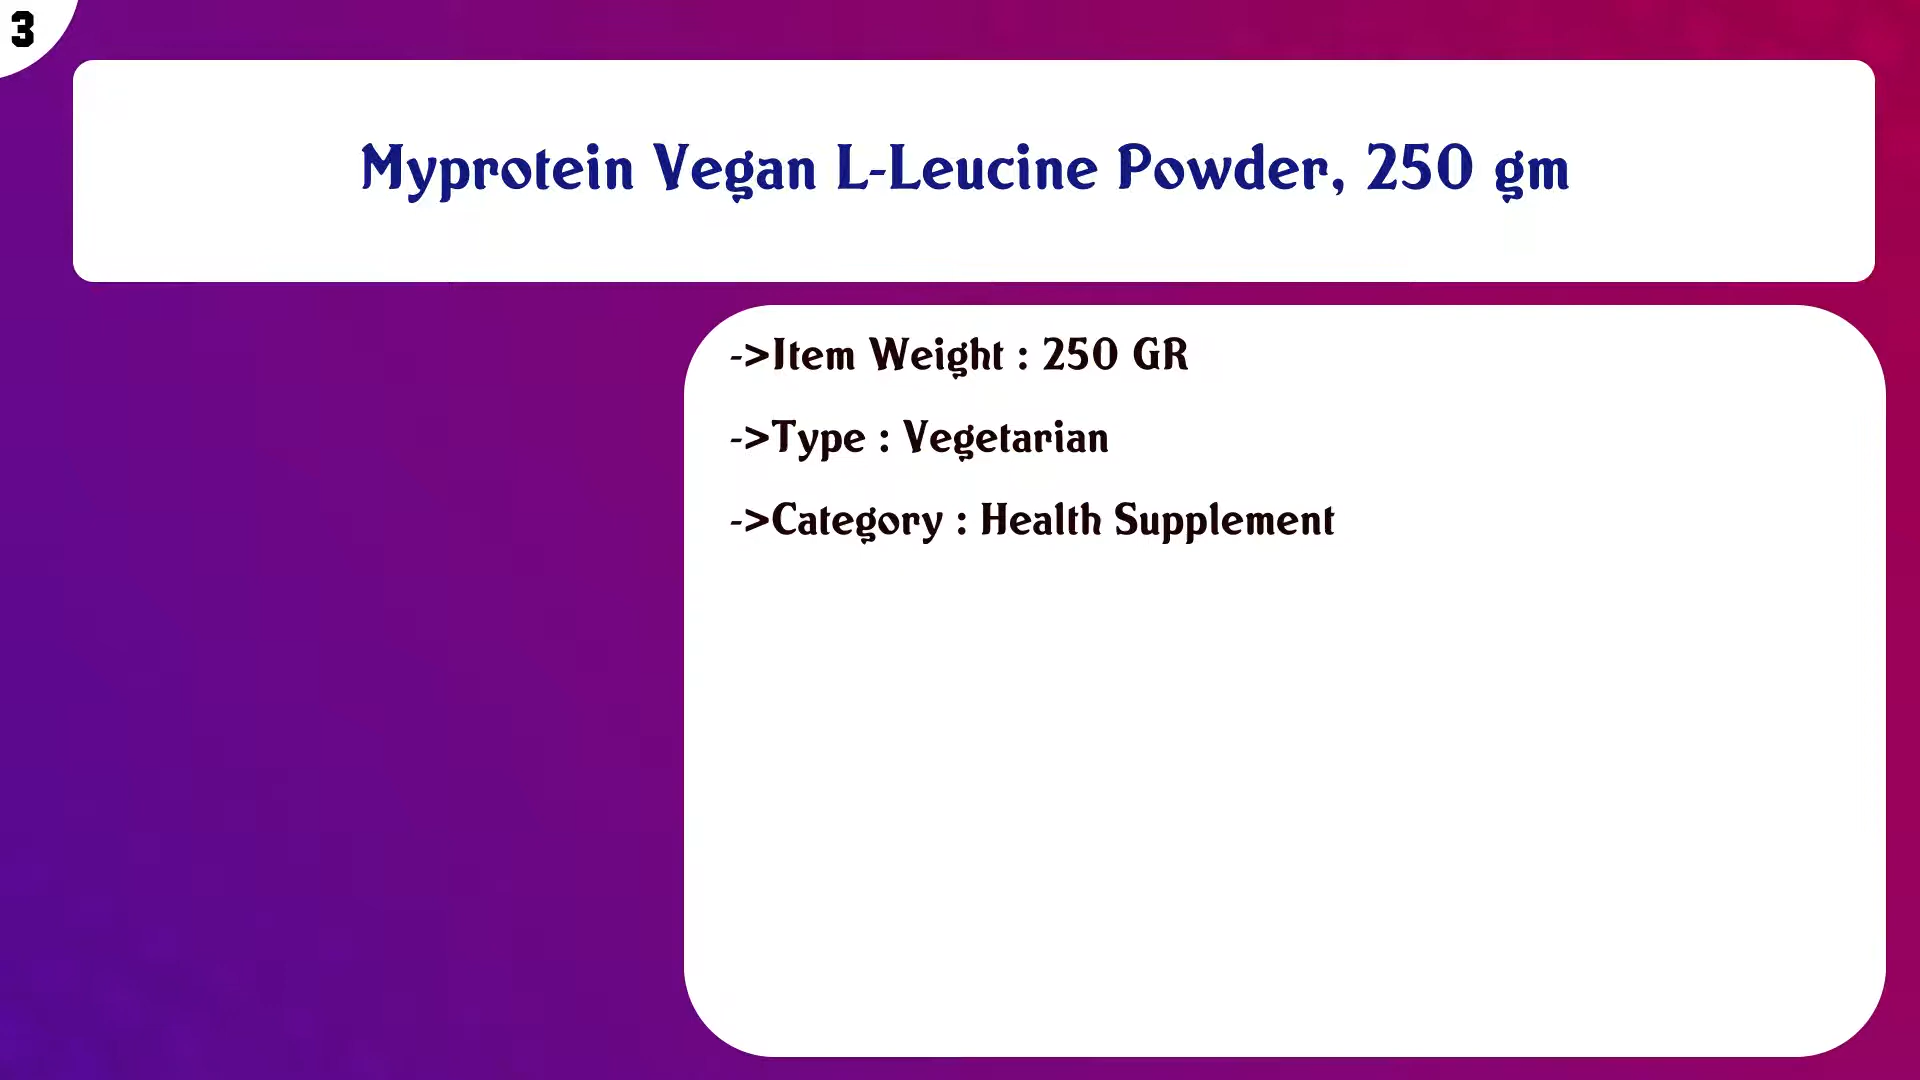 3
Myprotein Vegan L-Leucine Powder, 250 gm
->Item Weight : 250 GR
->Type : Vegetarian
->Category : Health Supplement